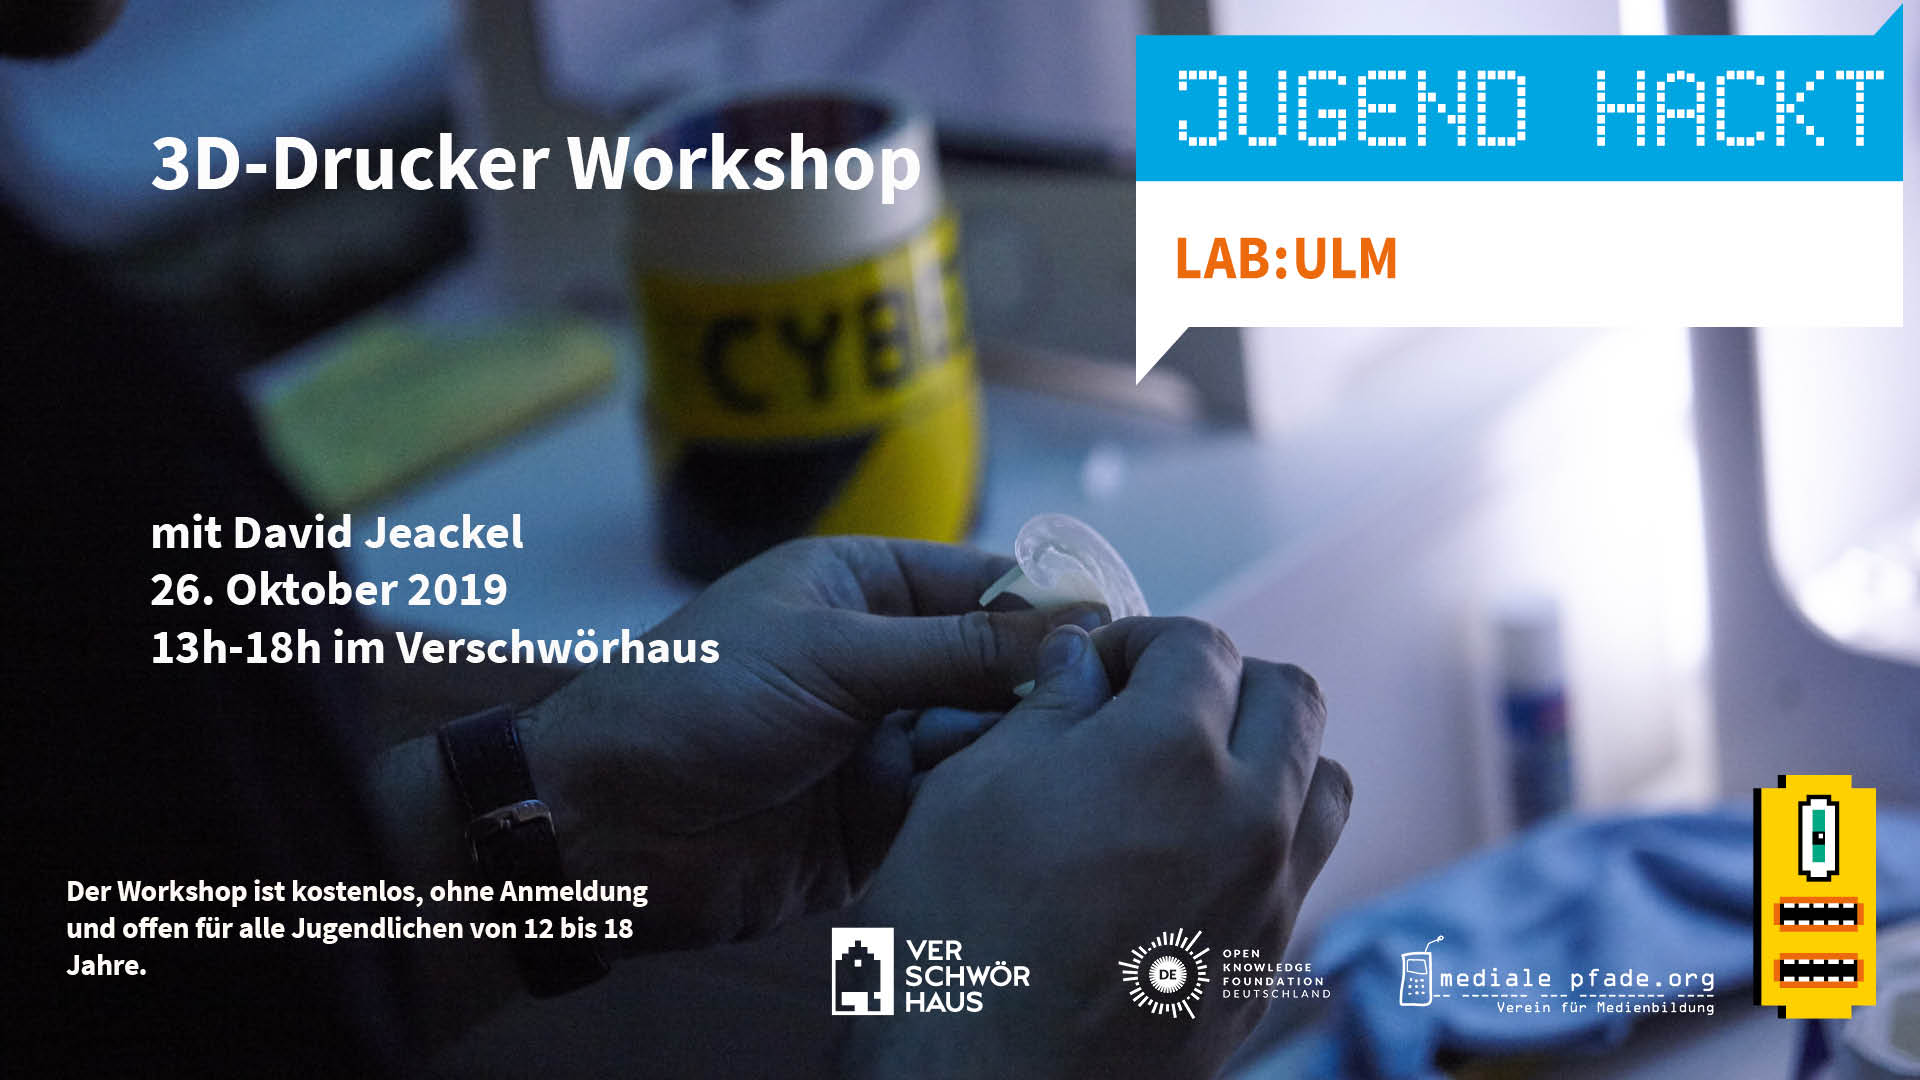 JUGEND HACKT
LAB:ULM
3D-Drucker Workshop
CYBE
mit David Jeackel
26. Oktober 2019
13h-18h im Verschwörhaus
Der Workshop ist kostenlos, ohne Anmeldung
und offen für alle Jugendlichen von 12 bis 18
Jahre.
VER
SCHWÖR
HAUS
DE
OPEN
KNOWLEDGE
FOUNDATION
DEUTSCHLAND
mediale pfade.org
Verein für Medienbildung